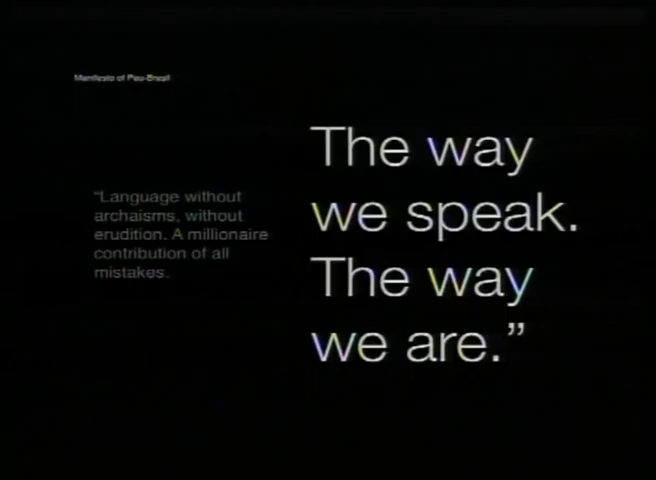 Manifesto of Pau-Brasil
“Language without
archaisms, without
erudition. A millionaire
contribution of all
mistakes.
The way
we speak.
The way
we are.”